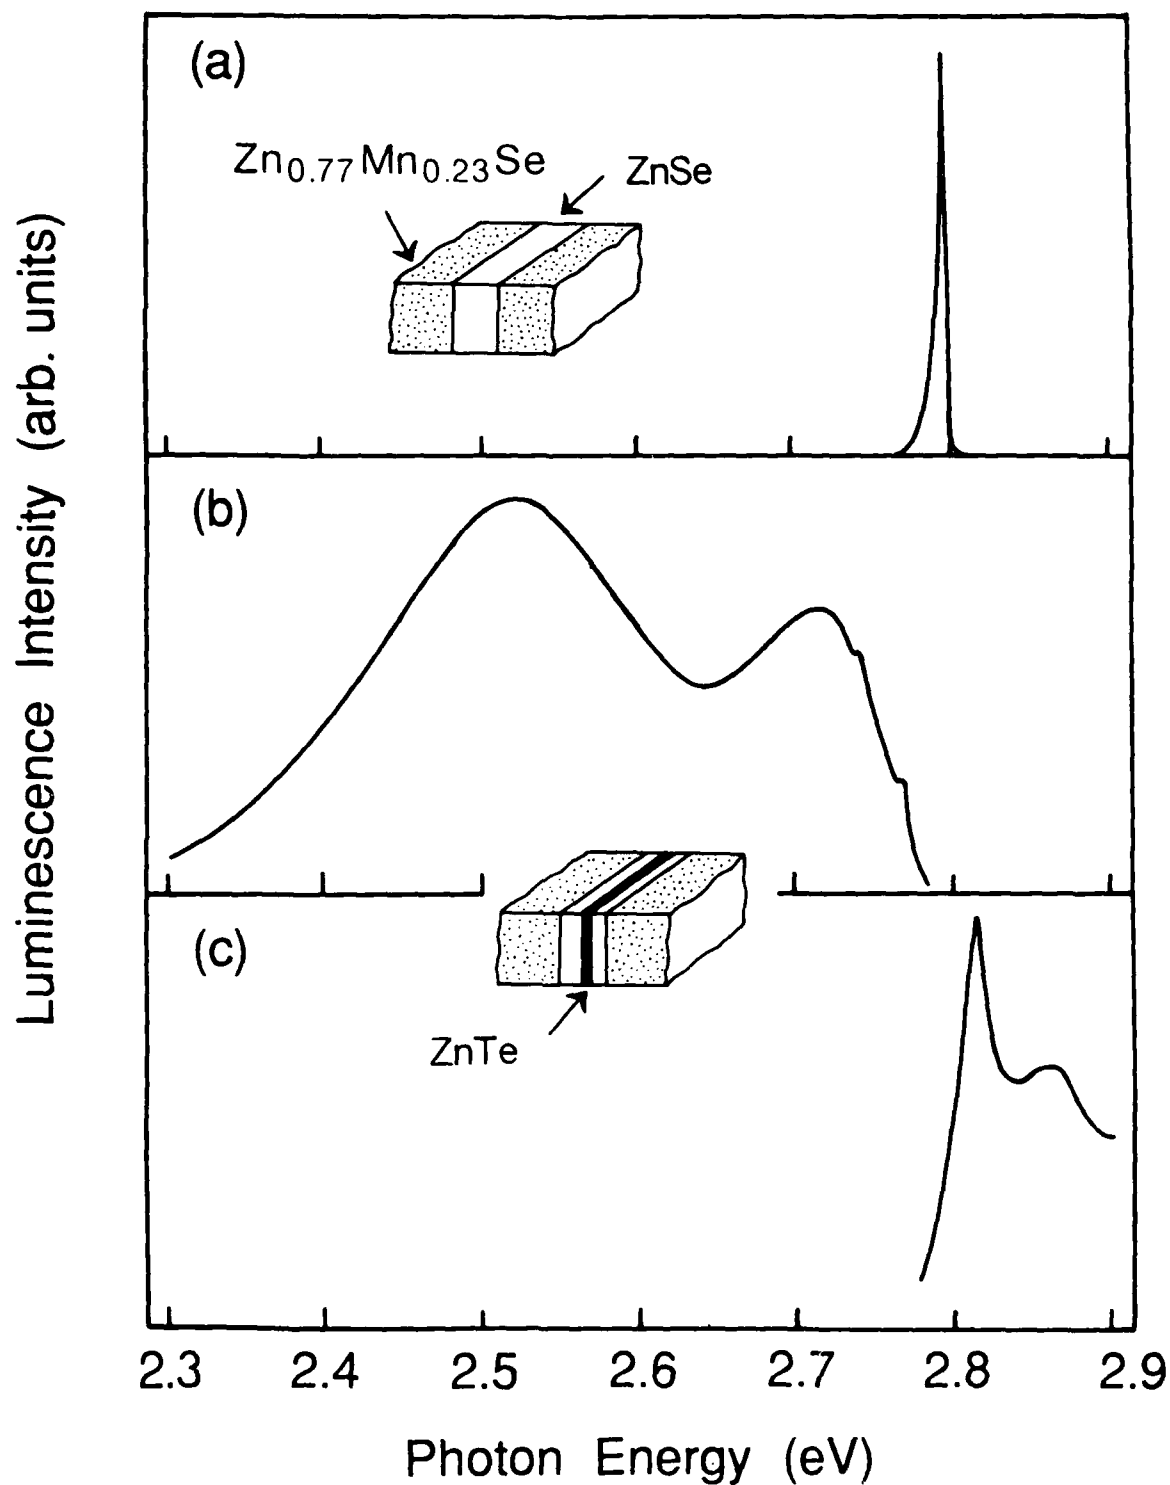 (a)
Zn0.77Mn0.23Se
ZnSe
(b)
(c)
ZnTe
Luminescence Intensity (arb. units)
2.3 2.4 2.5 2.6 2.7 2.8 2.9
Photon Energy (eV)